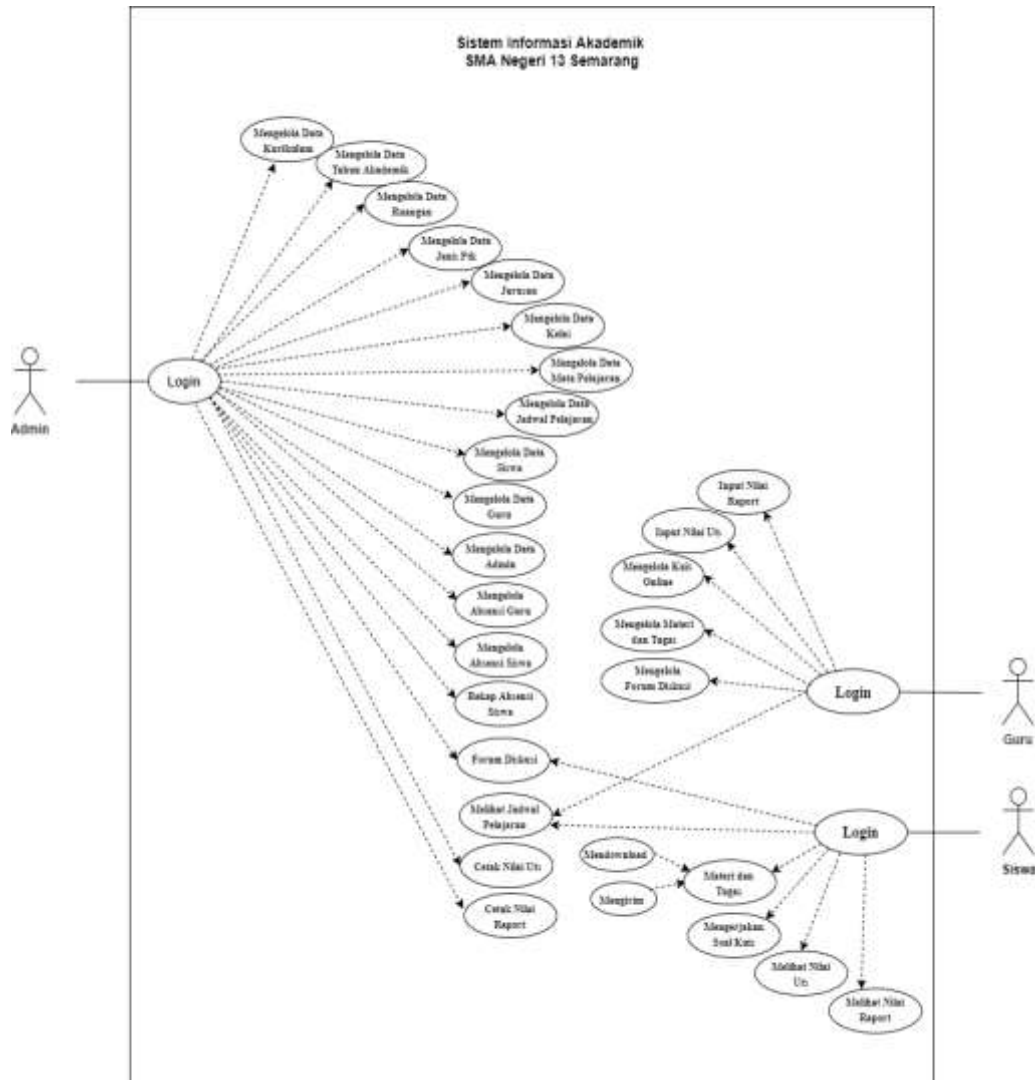 Sistem Informasi Akademik
SMA Negeri 13 Semarang
Mengelola Data
Kurikulum
Mengelola Data
Tahun Akademik
Mengelola Data
Ruangan
Mengelola Data
Jenis Ptk
Mengelola Data
Jurusan
Mengelola Data
Kelas
Mengelola Data
Mata Pelajaran
Mengelola Data
Jadwal Pelajaran
Login
Admin
Mengelola Data
Siswa
Mengelola Data
Guru
Mengelola Data
Admin
Mengelola
Absensi Guru
Mengelola
Absensi Siswa
Rekap Absensi
Siswa
Forum Diskusi
Melihat Jadwal
Pelajaran
Cetak Nilai Uts
Cetak Nilai
Raport
Input Nilai
Raport
Input Nilai Uts
Mengelola Kuis
Online
Mengelola Materi
dan Tugas
Mengelola
Forum Diskusi
Login
Guru
Login
Siswa
Mendownload
Mengirim
Materi dan
Tugas
Mengerjakan
Soal Kuis
Melihat Nilai
Uts
Melihat Nilai
Raport